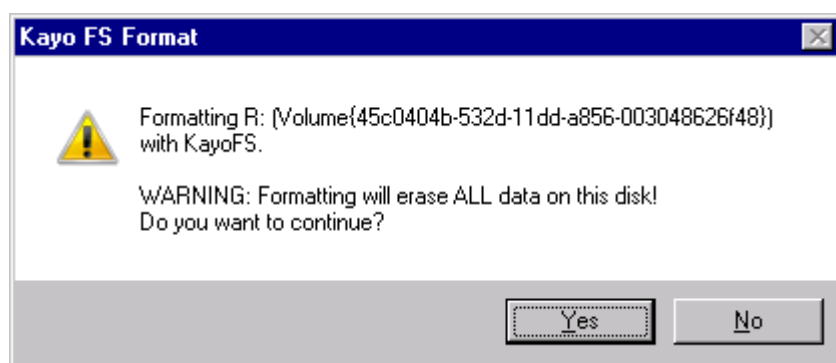 Kayo FS Format
Formatting R: (Volume{45c0404b-532d-11dd-a856-003048626f48})
with KayoFS.
WARNING: Formatting will erase ALL data on this disk!
Do you want to continue?
Yes
No